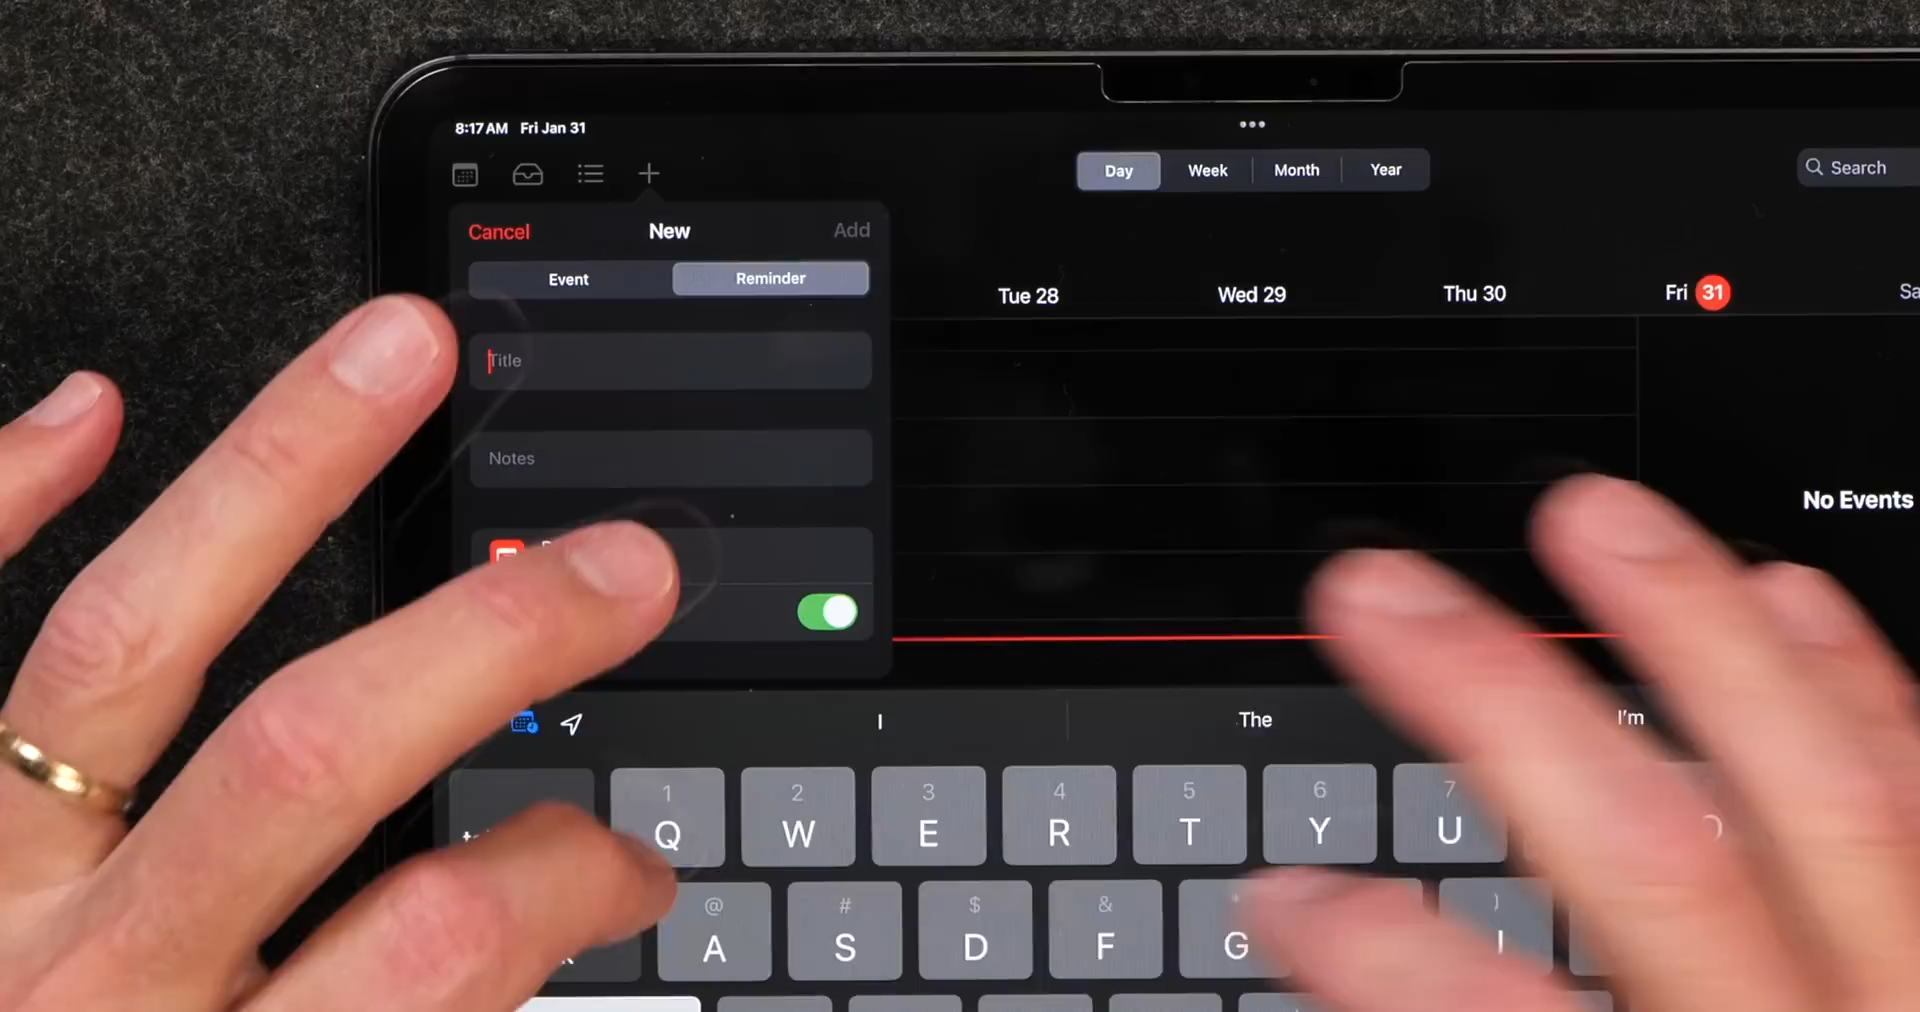 8:17 AM Fri Jan 31
Day Week Month Year
Search
Cancel New Add
Event Reminder
Tue 28 Wed 29 Thu 30 Fri 31
Title
Notes
No Events
I The I'm
1 2 3 4 5 6 7
Q W E R T Y U
@ # $ &
A S D F G